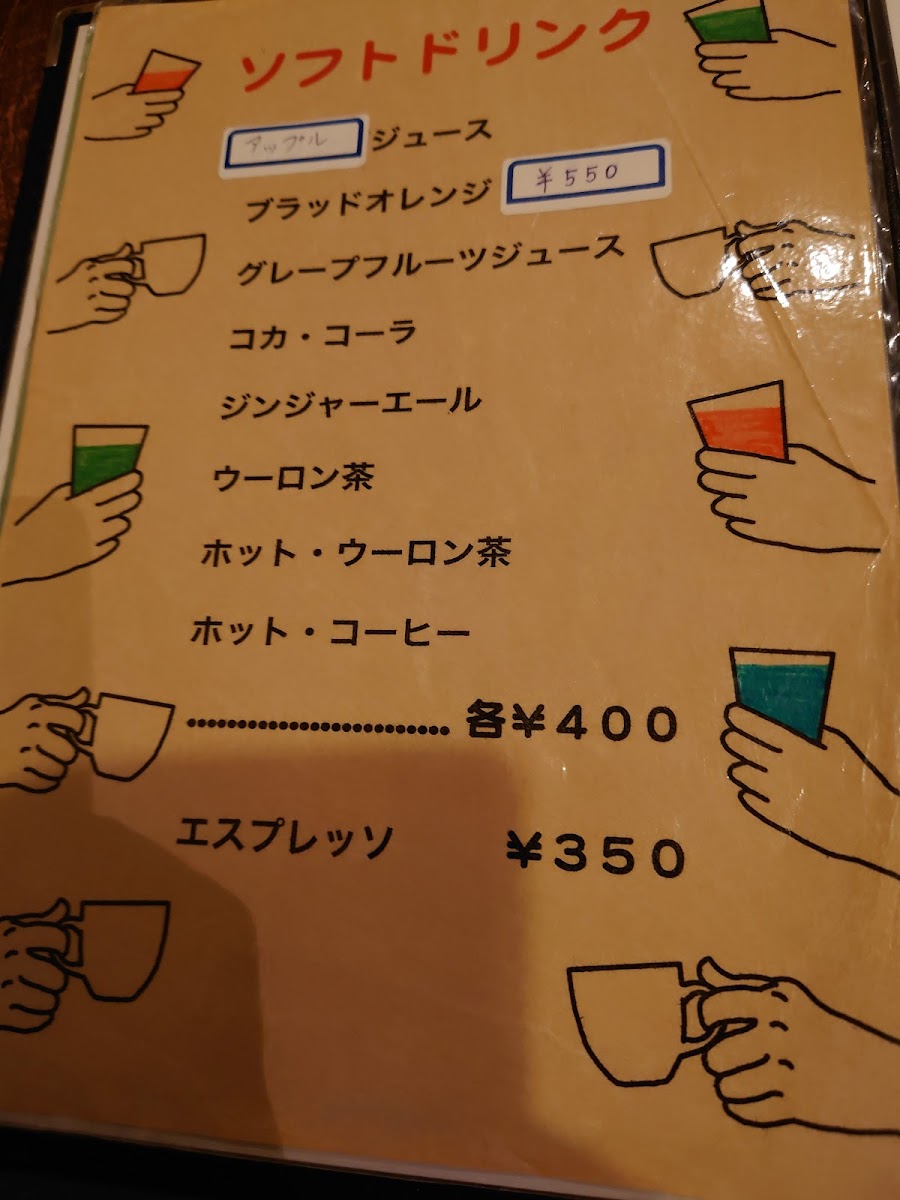 ソフトドリンク
アップル ジュース
ブラッドオレンジ ¥550
グレープフルーツジュース
コカ・コーラ
ジンジャーエール
ウーロン茶
ホット・ウーロン茶
ホット・コーヒー
........................ 各¥400
エスプレッソ ¥350